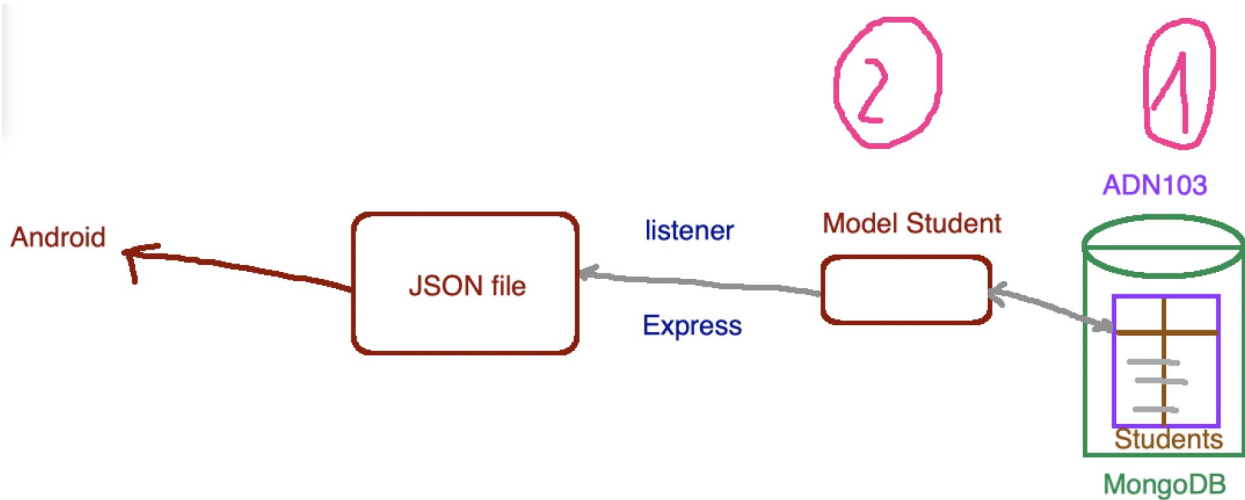 2
1
ADN103
Android
JSON file
listener
Express
Model Student
Students
MongoDB